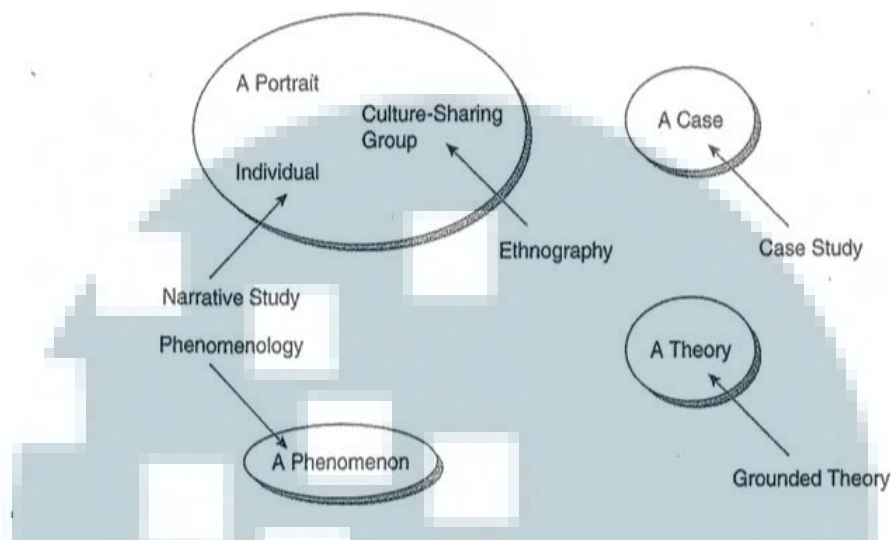 A Portrait
Culture-Sharing
Group
Individual
A Case
Ethnography
Case Study
Narrative Study
Phenomenology
A Theory
A Phenomenon
Grounded Theory